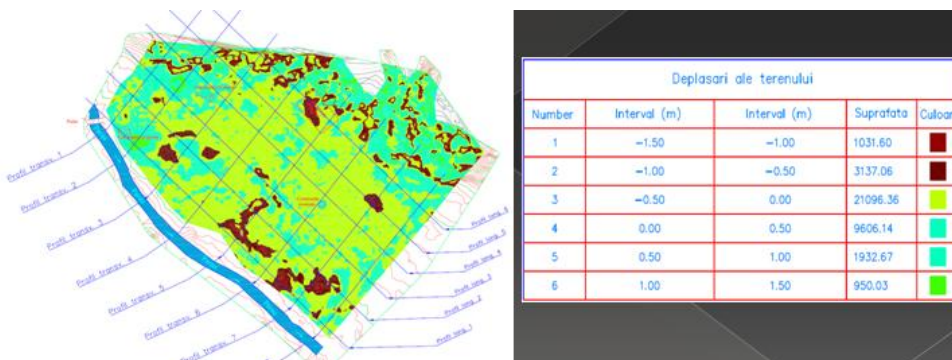 Profil transv. 1
Profil transv. 2
Profil transv. 3
Profil transv. 4
Profil transv. 5
Profil transv. 6
Profil transv. 7
Profil long. 6
Profil long. 5
Profil long. 4
Profil long. 3
Profil long. 2
Profil long. 1
Deplasari ale terenului
Number Interval (m) Interval (m) Suprafata Culoar
1 -1.50 -1.00 1031.60
2 -1.00 -0.50 3137.06
3 -0.50 0.00 21096.36
4 0.00 0.50 9606.14
5 0.50 1.00 1932.67
6 1.00 1.50 950.03